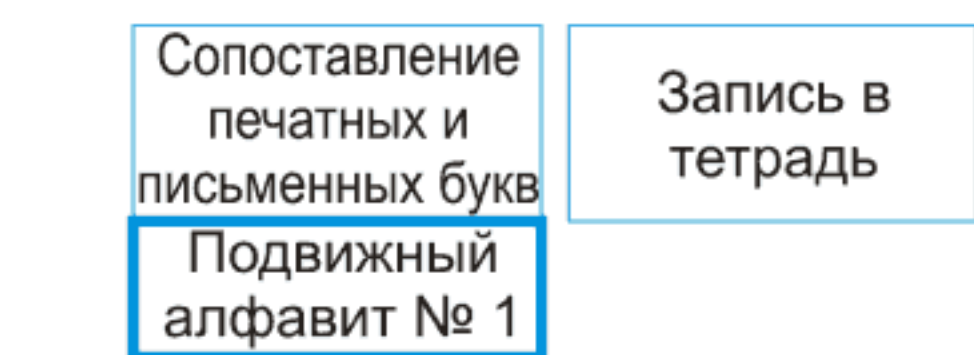 Сопоставление
печатных и
письменных букв
Запись в
тетрадь
Подвижный
алфавит № 1